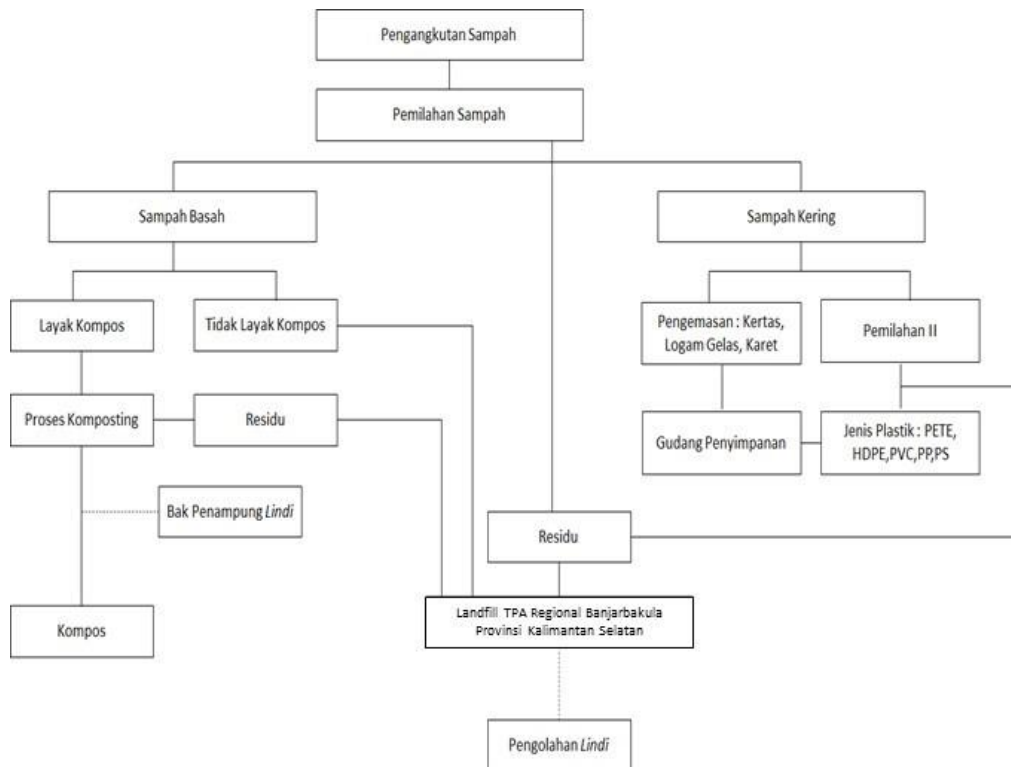 Pengangkutan Sampah
Pemilahan Sampah
Sampah Basah
Sampah Kering
Layak Kompos
Tidak Layak Kompos
Pengemasan : Kertas,
Logam Gelas, Karet
Pemilahan II
Proses Komposting
Residu
Gudang Penyimpanan
Jenis Plastik : PETE,
HDPE,PVC,PP,PS
Bak Penampung Lindi
Residu
Kompos
Landfill TPA Regional Banjarbakula
Provinsi Kalimantan Selatan
Pengolahan Lindi